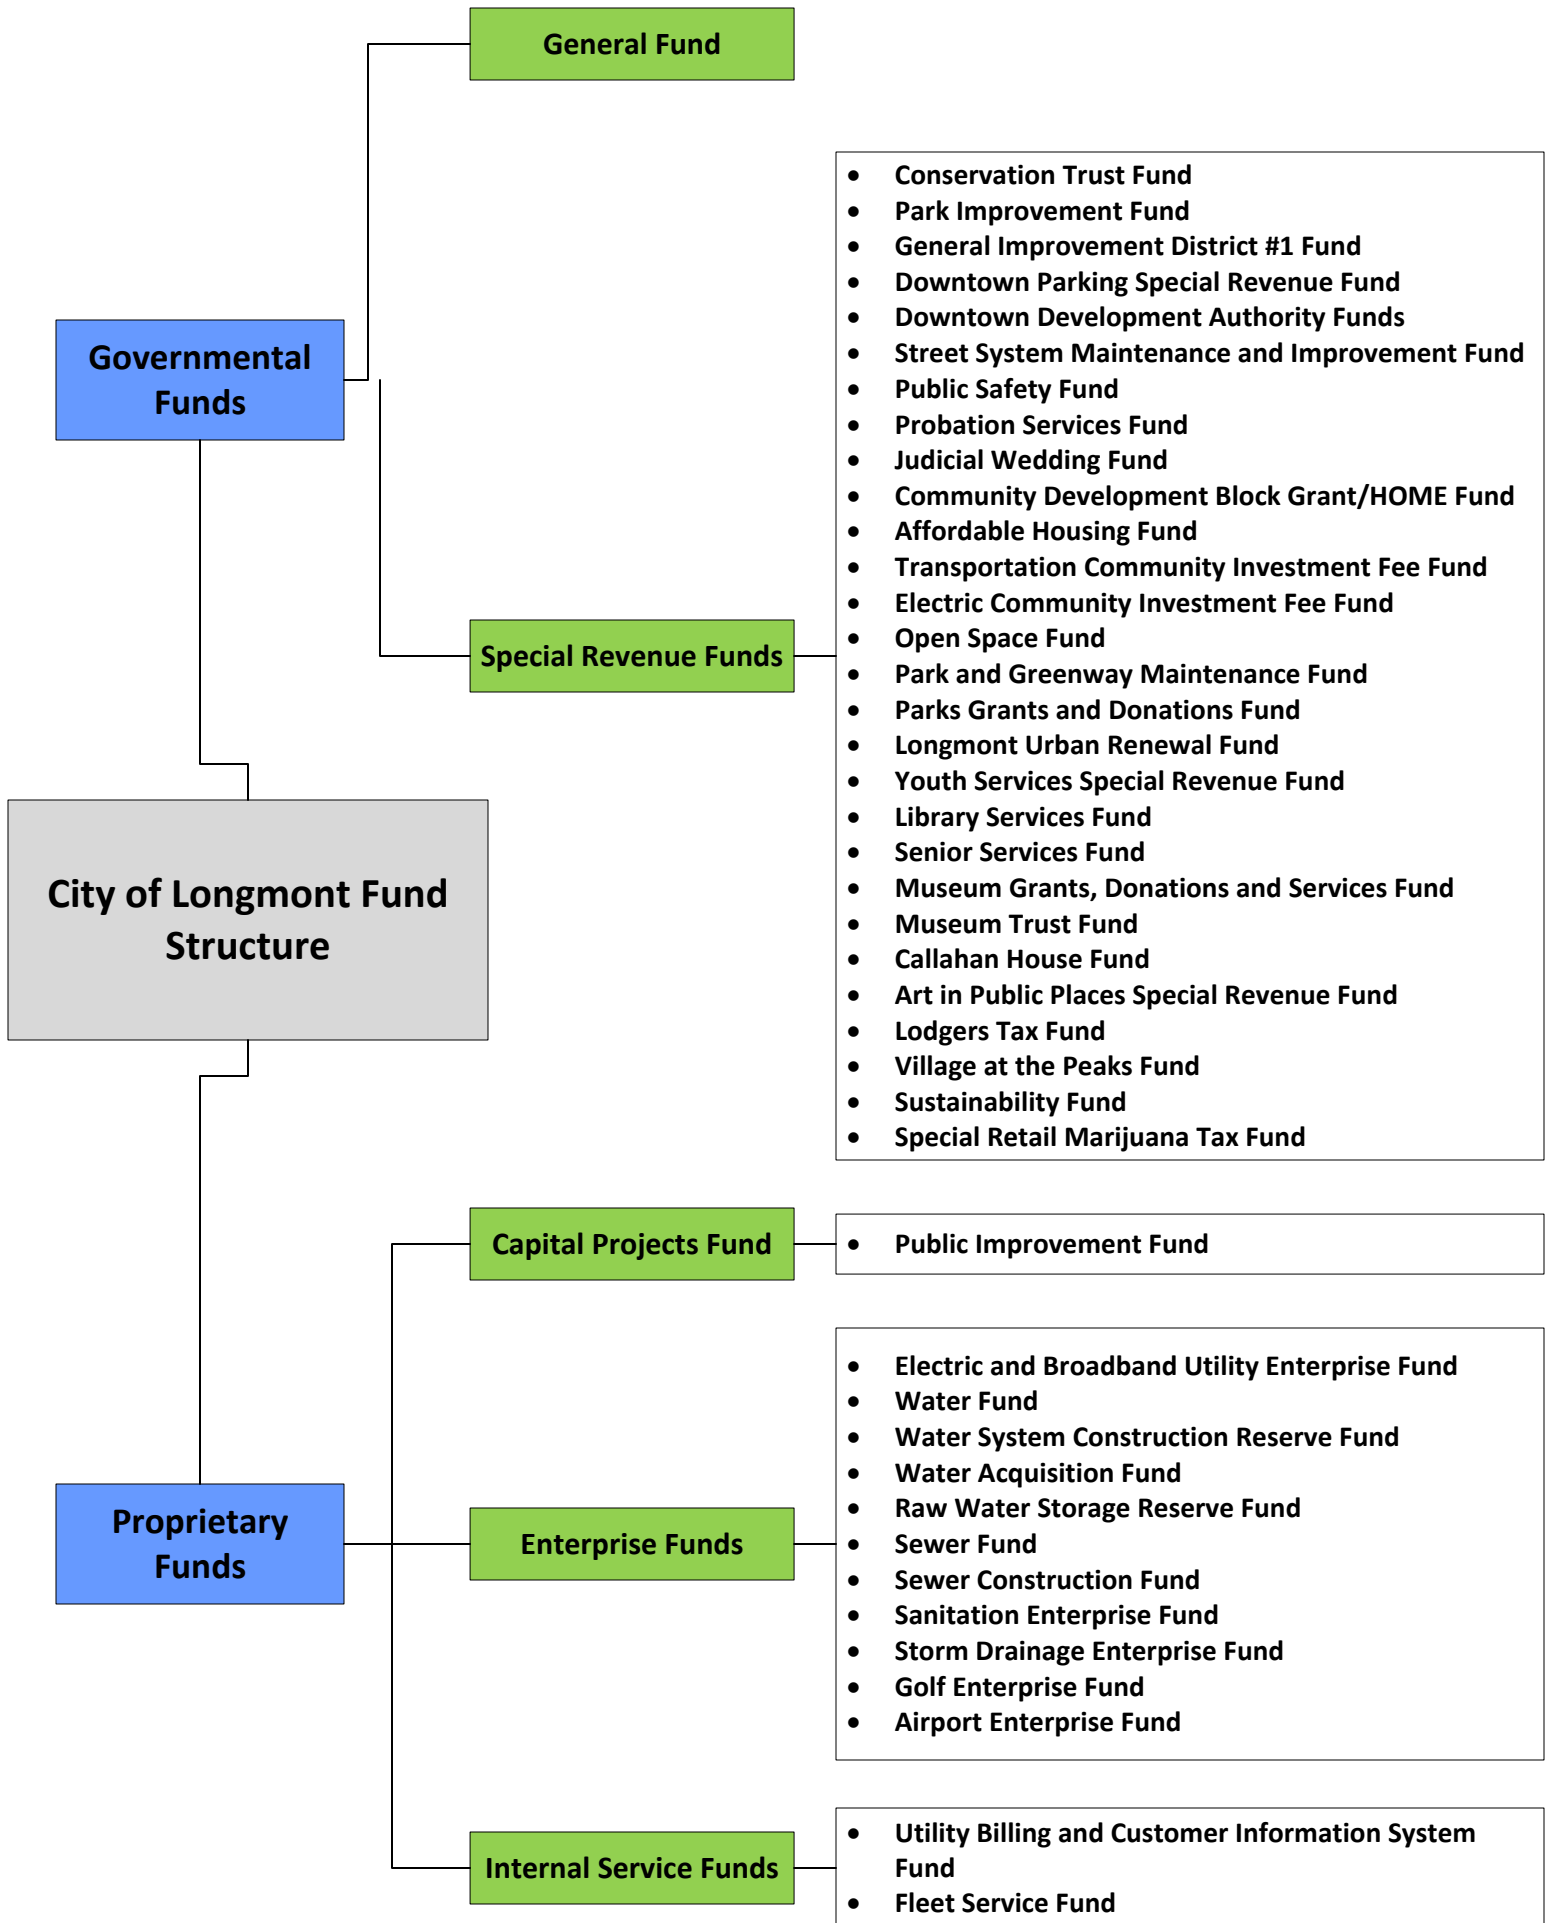 General Fund
• Conservation Trust Fund
• Park Improvement Fund
• General Improvement District #1 Fund
• Downtown Parking Special Revenue Fund
• Downtown Development Authority Funds
• Street System Maintenance and Improvement Fund
• Public Safety Fund
• Probation Services Fund
• Judicial Wedding Fund
• Community Development Block Grant/HOME Fund
• Affordable Housing Fund
• Transportation Community Investment Fee Fund
• Electric Community Investment Fee Fund
• Open Space Fund
• Park and Greenway Maintenance Fund
• Parks Grants and Donations Fund
• Longmont Urban Renewal Fund
• Youth Services Special Revenue Fund
• Library Services Fund
• Senior Services Fund
• Museum Grants, Donations and Services Fund
• Museum Trust Fund
• Callahan House Fund
• Art in Public Places Special Revenue Fund
• Lodgers Tax Fund
• Village at the Peaks Fund
• Sustainability Fund
• Special Retail Marijuana Tax Fund
Governmental
Funds
Special Revenue Funds
City of Longmont Fund
Structure
Capital Projects Fund
• Public Improvement Fund
Proprietary
Funds
Enterprise Funds
• Electric and Broadband Utility Enterprise Fund
• Water Fund
• Water System Construction Reserve Fund
• Water Acquisition Fund
• Raw Water Storage Reserve Fund
• Sewer Fund
• Sewer Construction Fund
• Sanitation Enterprise Fund
• Storm Drainage Enterprise Fund
• Golf Enterprise Fund
• Airport Enterprise Fund
Internal Service Funds
• Utility Billing and Customer Information System
Fund
• Fleet Service Fund